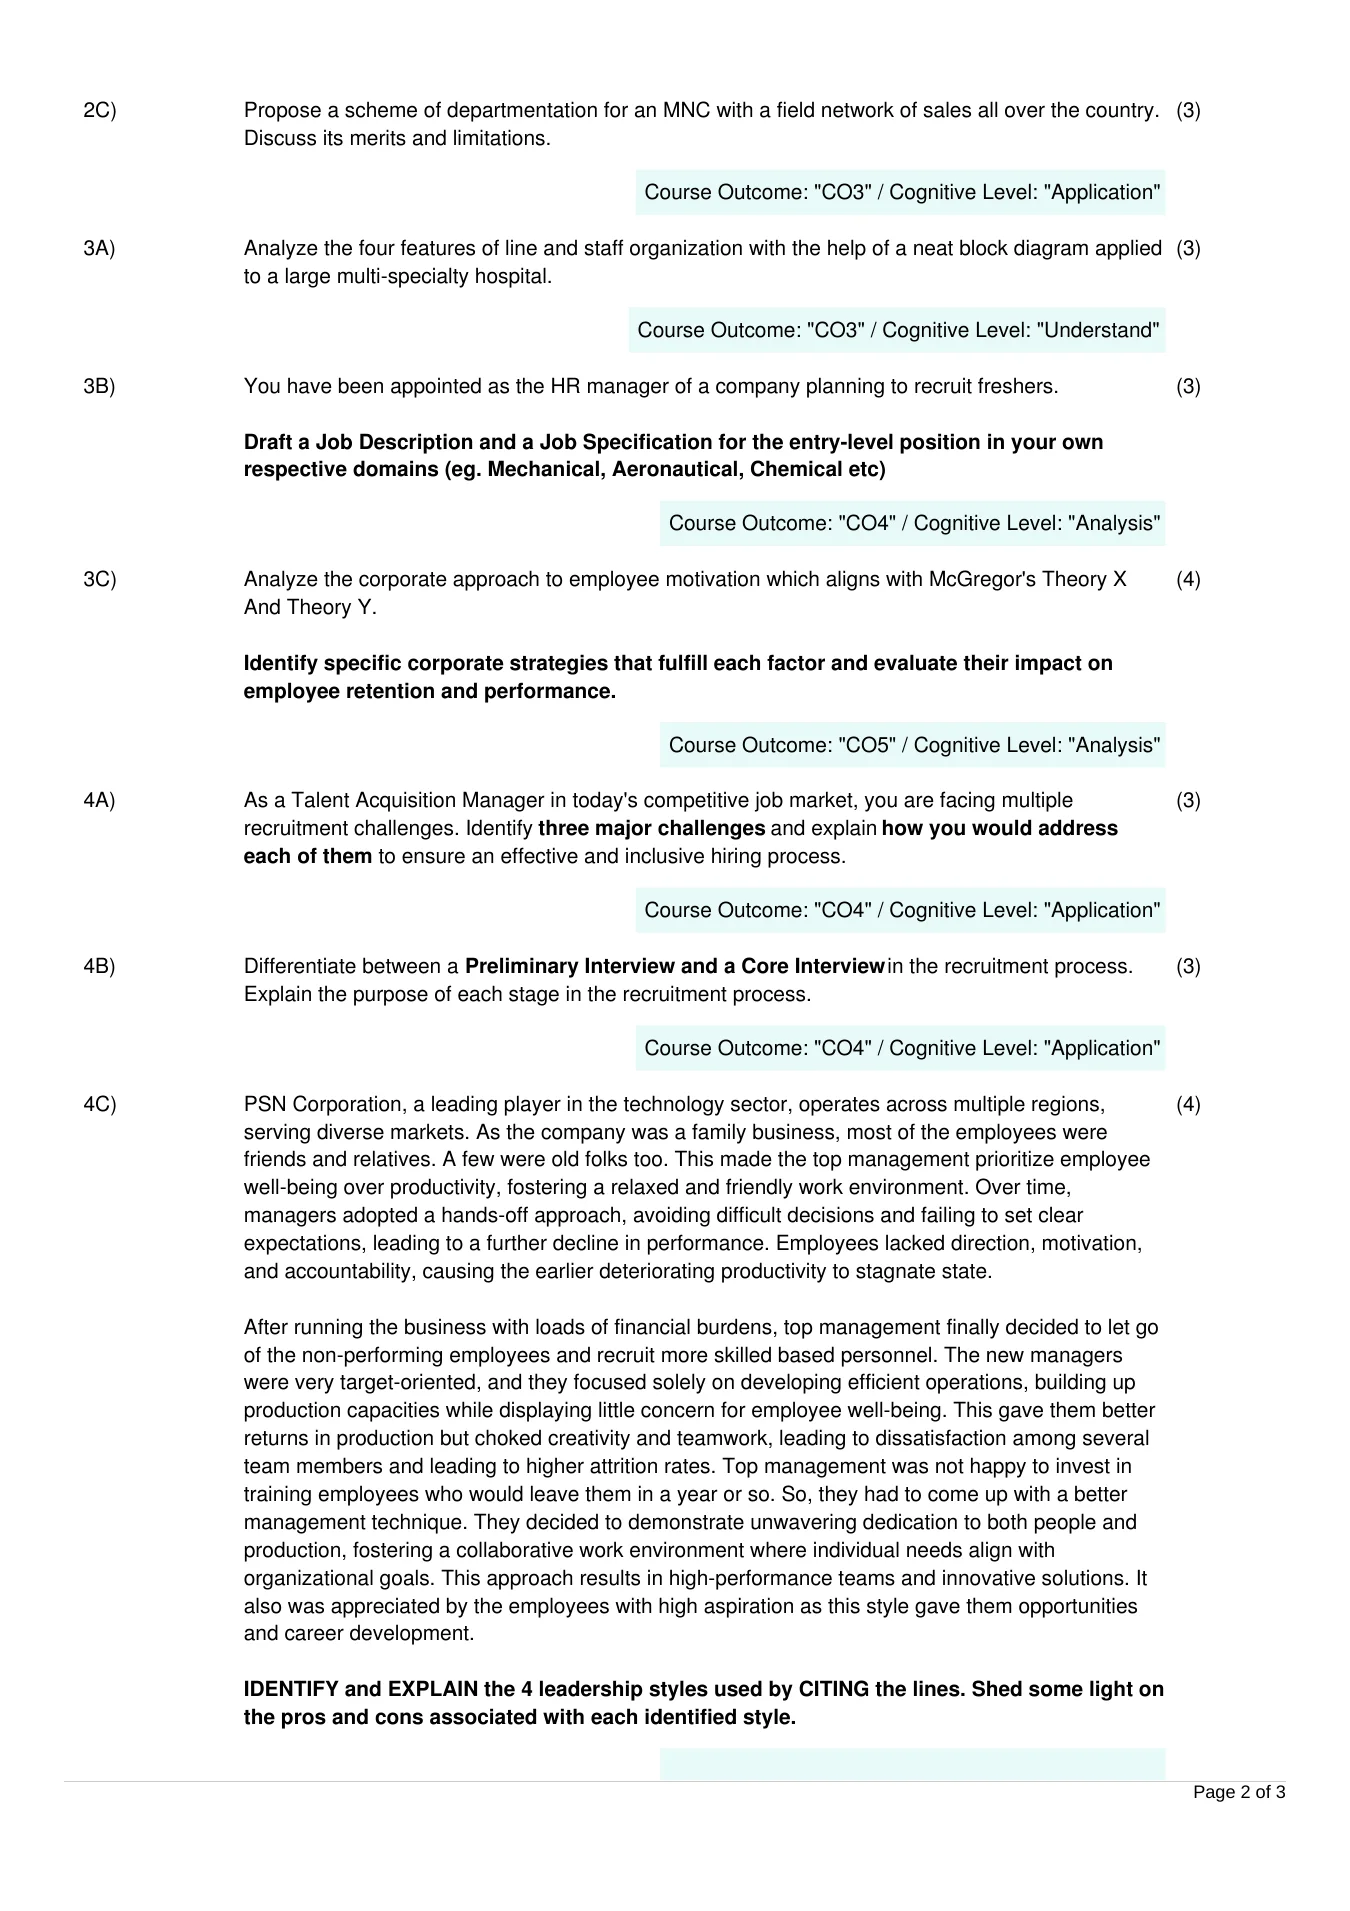 2C) Propose a scheme of departmentation for an MNC with a field network of sales all over the country. (3)
Discuss its merits and limitations.
Course Outcome: "CO3" / Cognitive Level: "Application"
3A) Analyze the four features of line and staff organization with the help of a neat block diagram applied (3)
to a large multi-specialty hospital.
Course Outcome: "CO3" / Cognitive Level: "Understand"
3B) You have been appointed as the HR manager of a company planning to recruit freshers. (3)
Draft a Job Description and a Job Specification for the entry-level position in your own
respective domains (eg. Mechanical, Aeronautical, Chemical etc)
Course Outcome: "CO4" / Cognitive Level: "Analysis"
3C) Analyze the corporate approach to employee motivation which aligns with McGregor's Theory X (4)
And Theory Y.
Identify specific corporate strategies that fulfill each factor and evaluate their impact on
employee retention and performance.
Course Outcome: "CO5" / Cognitive Level: "Analysis"
4A) As a Talent Acquisition Manager in today's competitive job market, you are facing multiple (3)
recruitment challenges. Identify three major challenges and explain how you would address
each of them to ensure an effective and inclusive hiring process.
Course Outcome: "CO4" / Cognitive Level: "Application"
4B) Differentiate between a Preliminary Interview and a Core Interview in the recruitment process. (3)
Explain the purpose of each stage in the recruitment process.
Course Outcome: "CO4" / Cognitive Level: "Application"
4C) PSN Corporation, a leading player in the technology sector, operates across multiple regions, (4)
serving diverse markets. As the company was a family business, most of the employees were
friends and relatives. A few were old folks too. This made the top management prioritize employee
well-being over productivity, fostering a relaxed and friendly work environment. Over time,
managers adopted a hands-off approach, avoiding difficult decisions and failing to set clear
expectations, leading to a further decline in performance. Employees lacked direction, motivation,
and accountability, causing the earlier deteriorating productivity to stagnate state.
After running the business with loads of financial burdens, top management finally decided to let go
of the non-performing employees and recruit more skilled based personnel. The new managers
were very target-oriented, and they focused solely on developing efficient operations, building up
production capacities while displaying little concern for employee well-being. This gave them better
returns in production but choked creativity and teamwork, leading to dissatisfaction among several
team members and leading to higher attrition rates. Top management was not happy to invest in
training employees who would leave them in a year or so. So, they had to come up with a better
management technique. They decided to demonstrate unwavering dedication to both people and
production, fostering a collaborative work environment where individual needs align with
organizational goals. This approach results in high-performance teams and innovative solutions. It
also was appreciated by the employees with high aspiration as this style gave them opportunities
and career development.
IDENTIFY and EXPLAIN the 4 leadership styles used by CITING the lines. Shed some light on
the pros and cons associated with each identified style.
Page 2 of 3